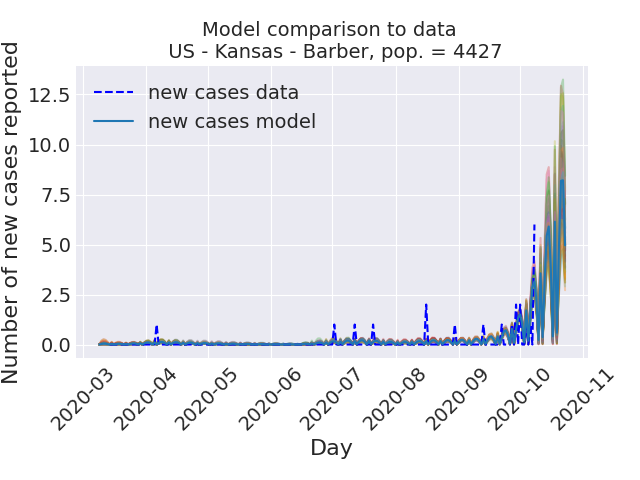 Model comparison to data
US - Kansas - Barber, pop. = 4427
Number of new cases reported
12.5
10.0
7.5
5.0
2.5
0.0
new cases data
new cases model
2020-03
2020-04
2020-05
2020-06
2020-07
2020-08
2020-09
2020-10
2020-11
Day